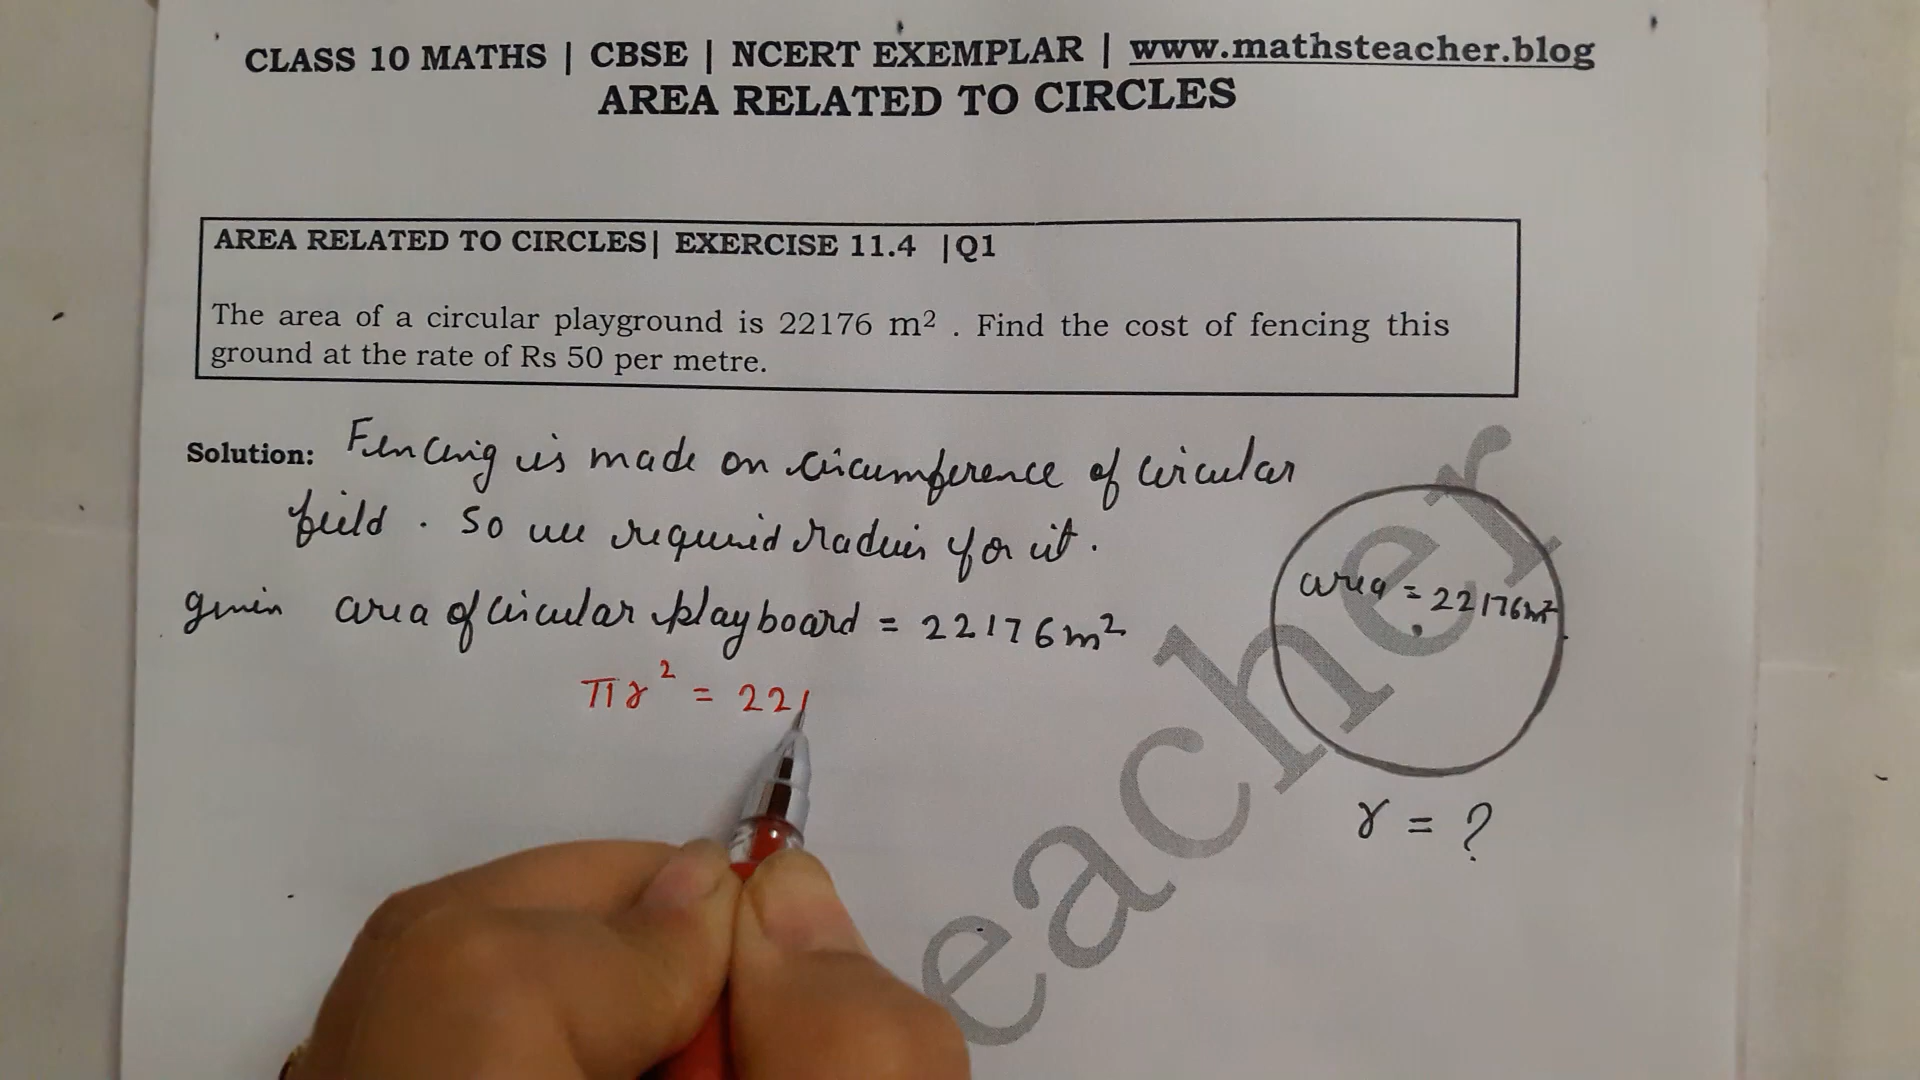 CLASS 10 MATHS | CBSE | NCERT EXEMPLAR | www.mathsteacher.blog
AREA RELATED TO CIRCLES
AREA RELATED TO CIRCLES| EXERCISE 11.4 |Q1
The area of a circular playground is 22176 m² . Find the cost of fencing this
ground at the rate of Rs 50 per metre.
Solution: Fencing is made on circumference of circular
field . So we required radius for it.
given area of circular playboard = 22176m²
πr² = 221
area = 22176m²
r = ?
eacher